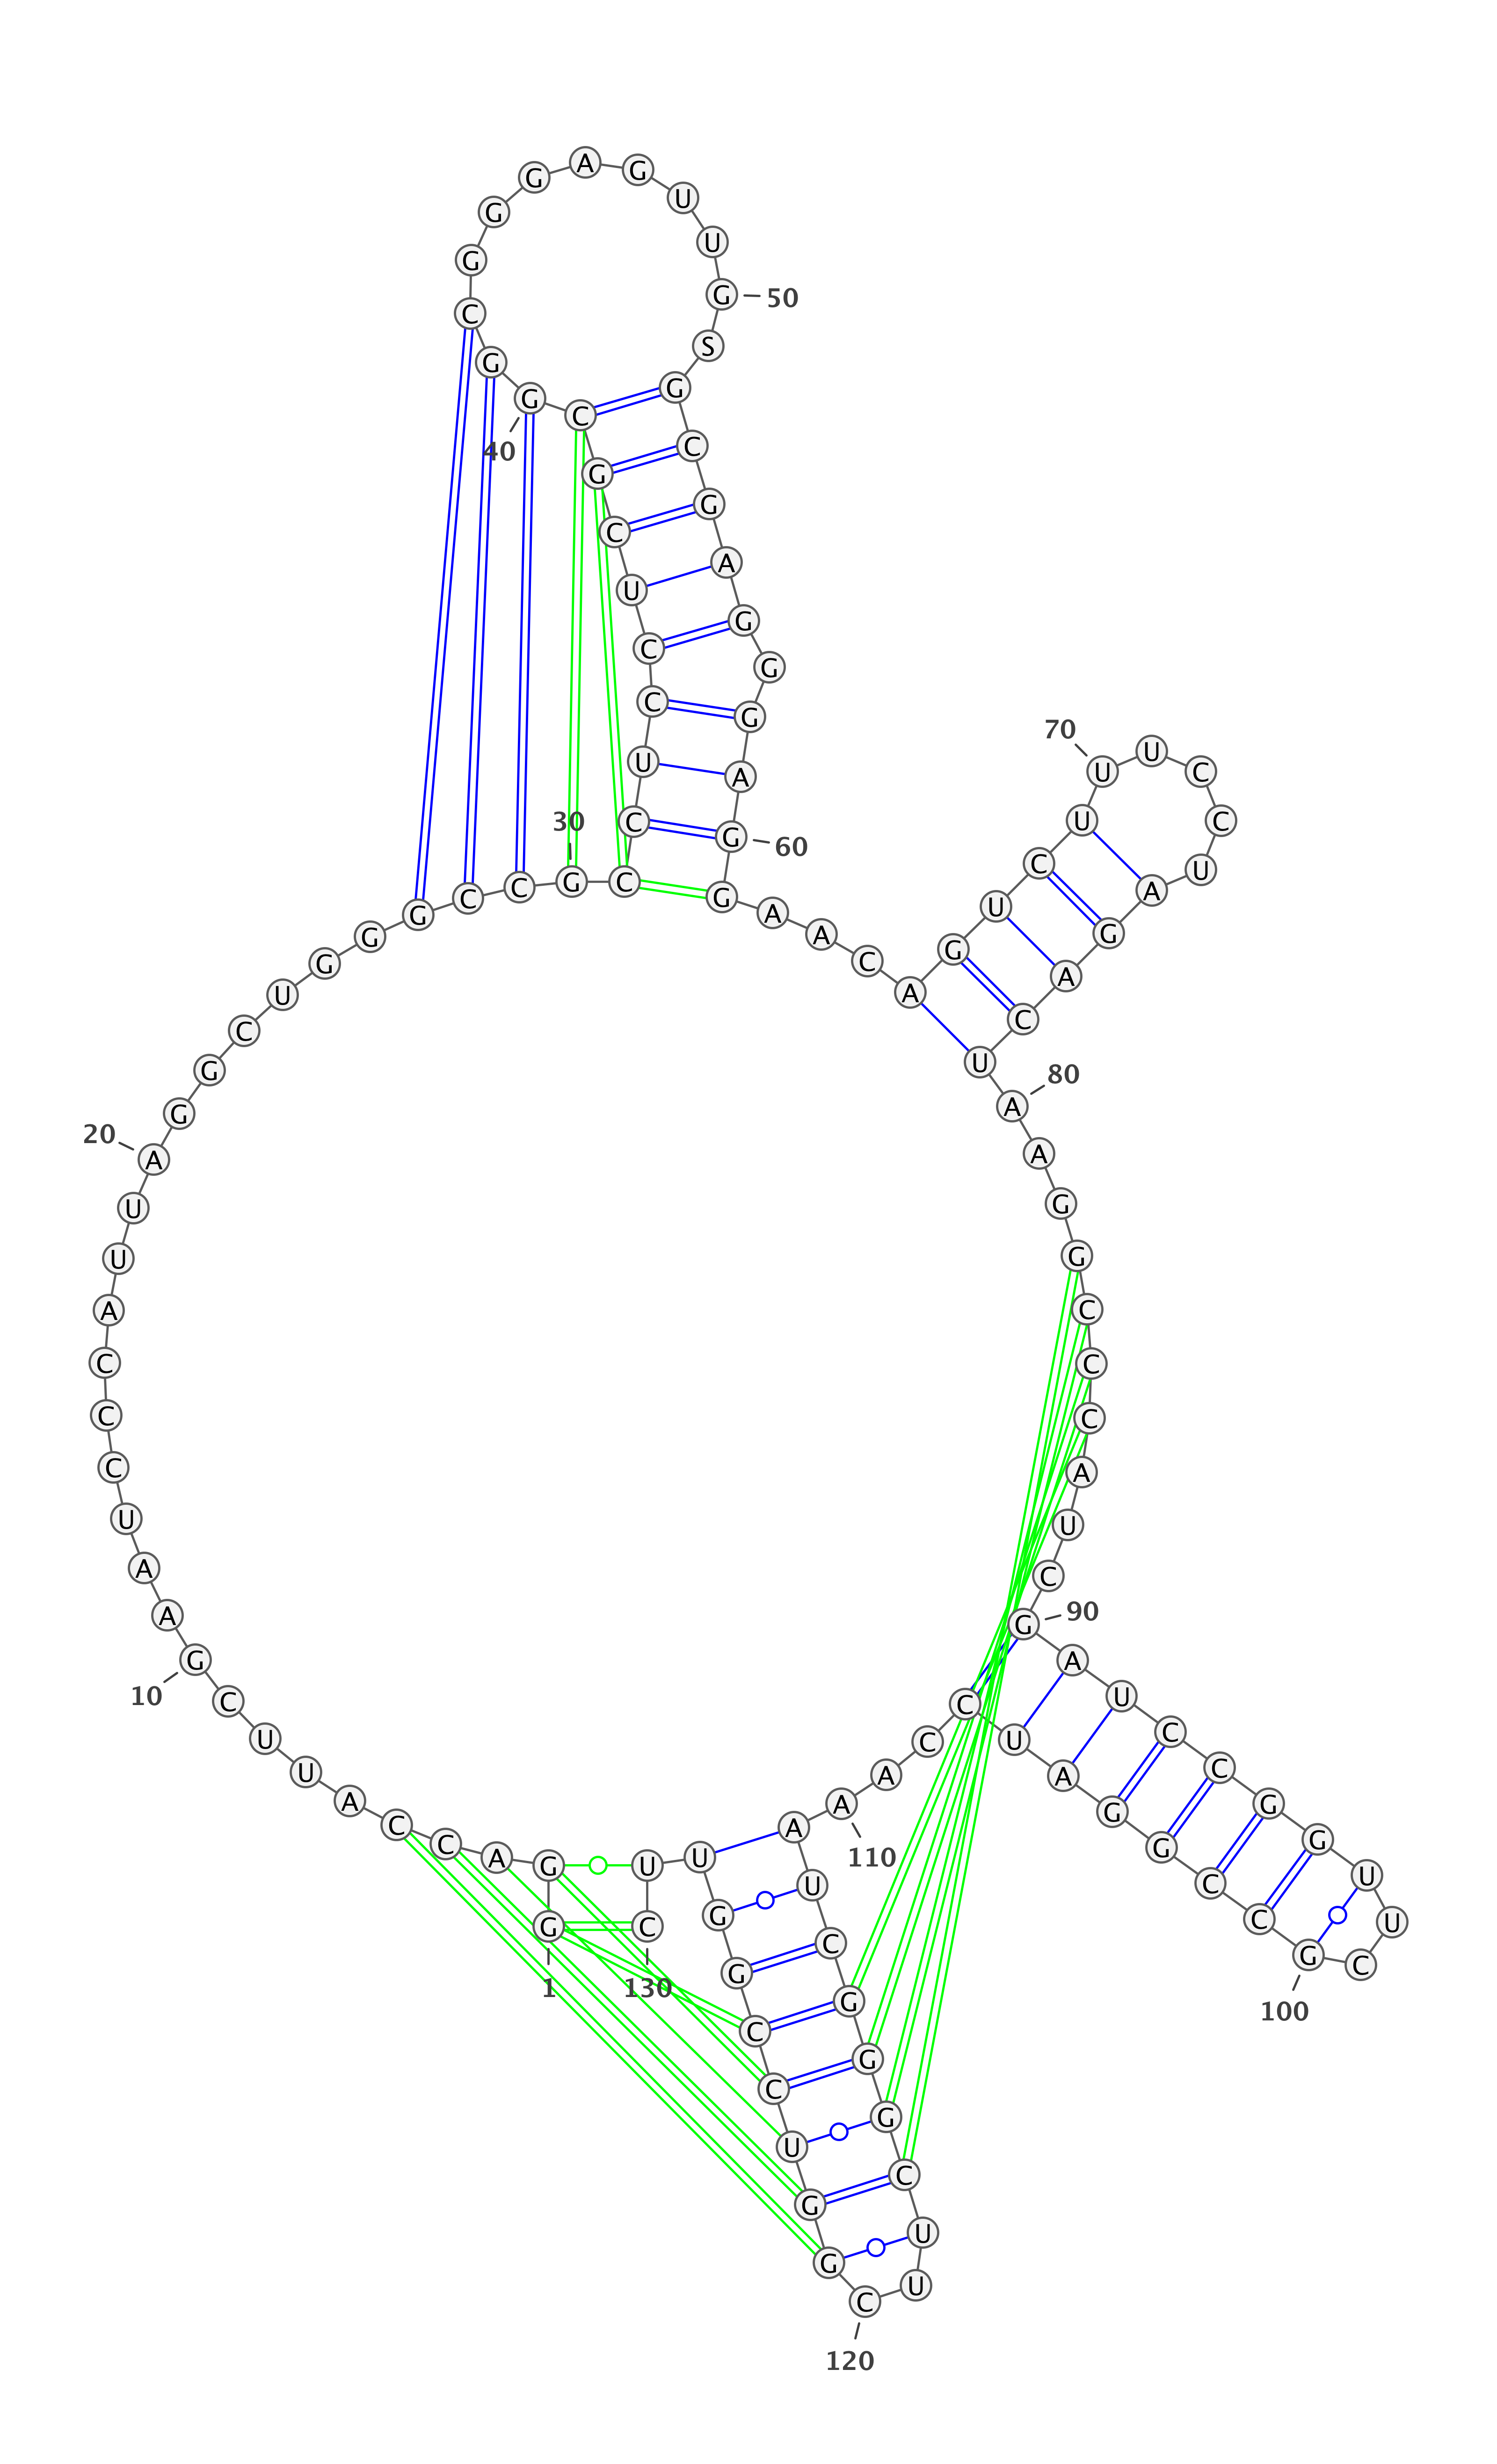 G
1
G A C C A U U C G
10
A A U C C C A U U A
20
G G C U G G G C C G
30
C C U C C U C G C G
40
G C G G G A G U U G
50
S G C G A G G G A G
60
G A A C A G U C U U
70
U C C U A G A C U A
80
A G G C C C A U C G
90
A U C C G G U U C G
100
C C G G A U C C A A
110
A U C G G G C U U C
120
G G U C C G G U U C
130